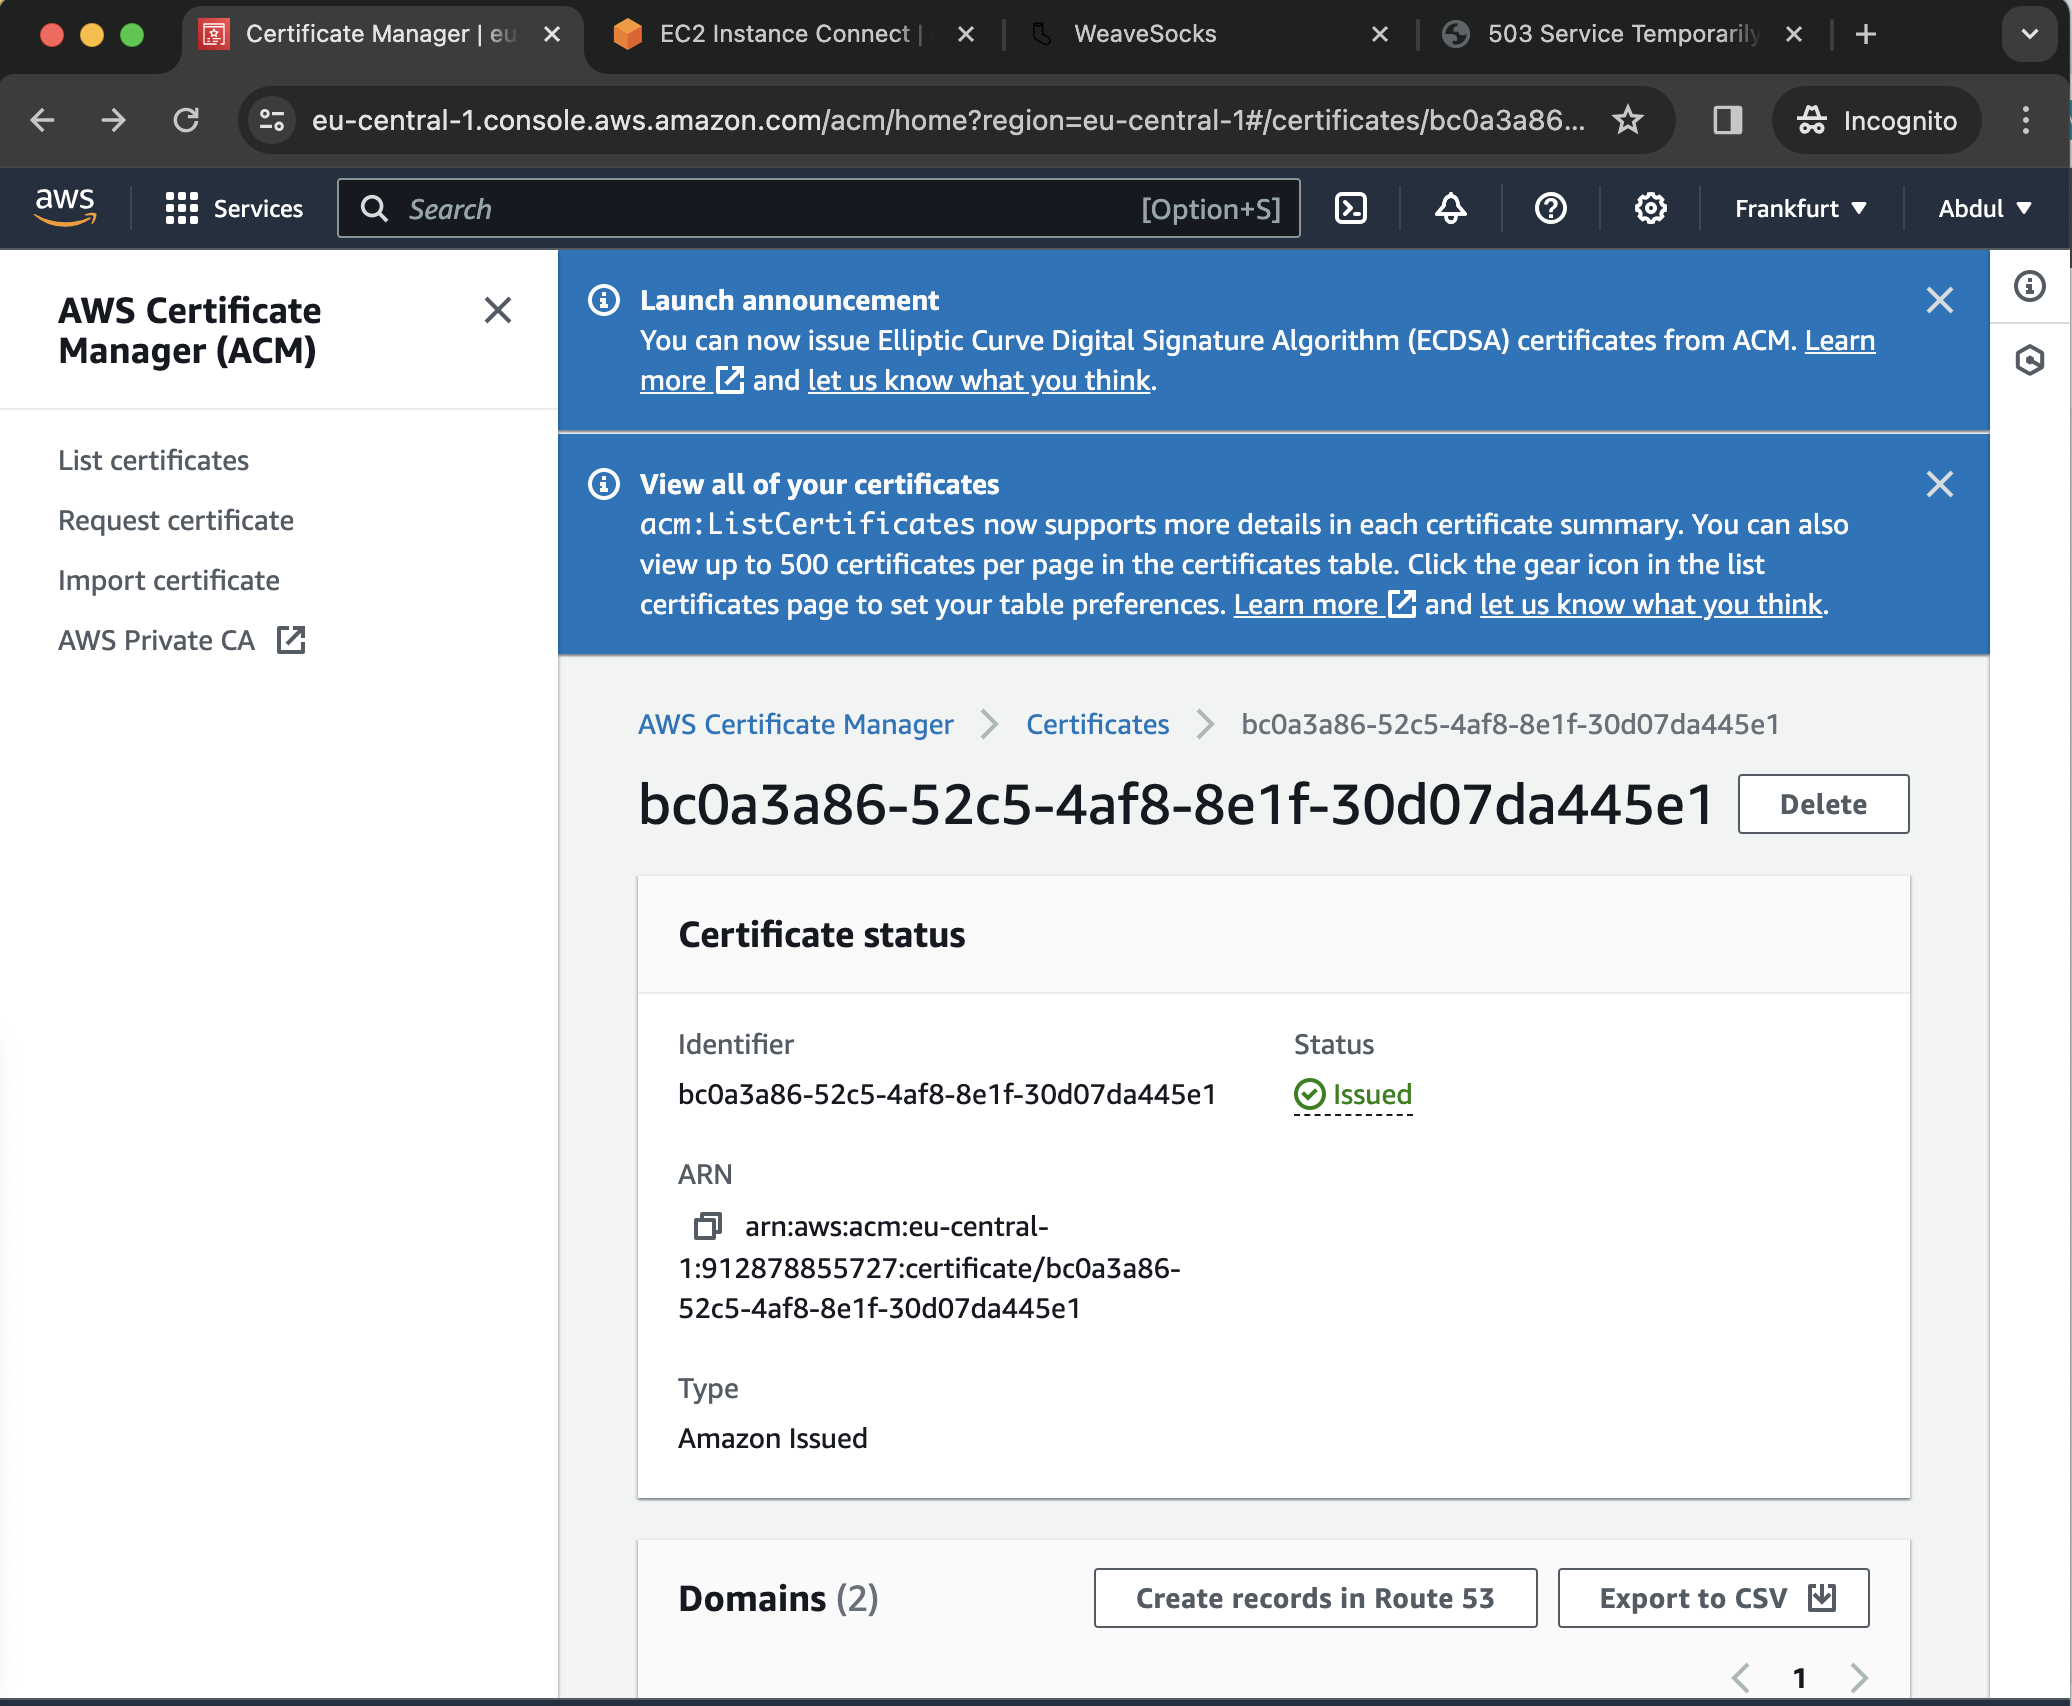 Certificate Manager | eu
EC2 Instance Connect |
WeaveSocks
503 Service Temporarily
eu-central-1.console.aws.amazon.com/acm/home?region=eu-central-1#/certificates/bc0a3a86...
Incognito
aws
Services
Search
[Option+S]
Frankfurt
Abdul
AWS Certificate
Manager (ACM)
List certificates
Request certificate
Import certificate
AWS Private CA
Launch announcement
You can now issue Elliptic Curve Digital Signature Algorithm (ECDSA) certificates from ACM. Learn
more and let us know what you think.
View all of your certificates
acm:ListCertificates now supports more details in each certificate summary. You can also
view up to 500 certificates per page in the certificates table. Click the gear icon in the list
certificates page to set your table preferences. Learn more and let us know what you think.
AWS Certificate Manager
Certificates
bc0a3a86-52c5-4af8-8e1f-30d07da445e1
bc0a3a86-52c5-4af8-8e1f-30d07da445e1
Delete
Certificate status
Identifier
bc0a3a86-52c5-4af8-8e1f-30d07da445e1
Status
Issued
ARN
arn:aws:acm:eu-central-
1:912878855727:certificate/bc0a3a86-
52c5-4af8-8e1f-30d07da445e1
Type
Amazon Issued
Domains (2)
Create records in Route 53
Export to CSV
1